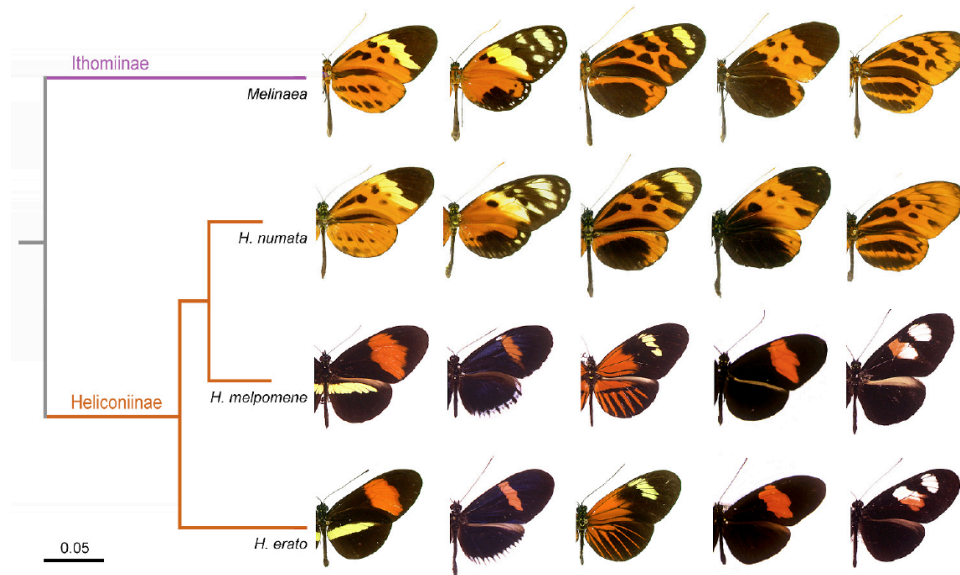 Ithomiinae
Melinaea
H. numata
Heliconiinae
H. melpomene
H. erato
0.05